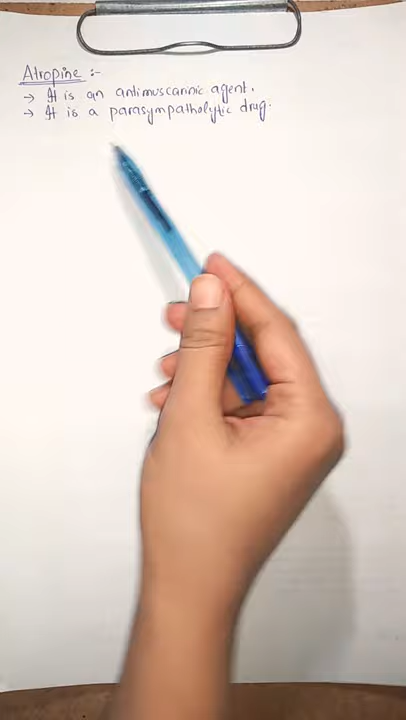 Atropine :-
→ It is an antimuscarinic agent.
→ It is a parasympatholytic drug.